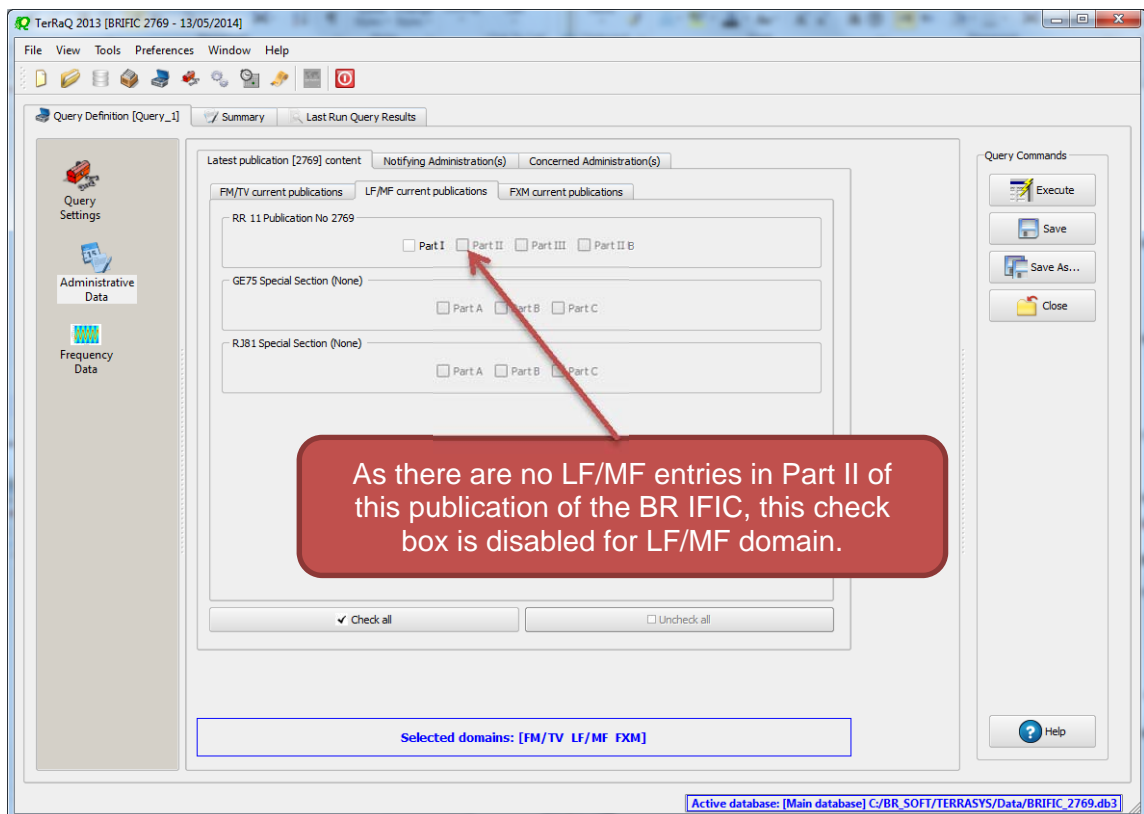 TerRaQ 2013 [BRIFIC 2769 - 13/05/2014]
File View Tools Preferences Window Help
Query Definition [Query_1] Summary Last Run Query Results
Query Settings
Administrative Data
Frequency Data
Latest publication [2769] content Notifying Administration(s) Concerned Administration(s)
FM/TV current publications LF/MF current publications FXM current publications
RR 11 Publication No 2769
Part I Part II Part III Part II B
GE75 Special Section (None)
Part A Part B Part C
RJ81 Special Section (None)
Part A Part B Part C
As there are no LF/MF entries in Part II of
this publication of the BR IFIC, this check
box is disabled for LF/MF domain.
Check all Uncheck all
Selected domains: [FM/TV LF/MF FXM]
Query Commands
Execute
Save
Save As...
Close
Help
Active database: [Main database] C:/BR_SOFT/TERRASYS/Data/BRIFIC_2769.db3